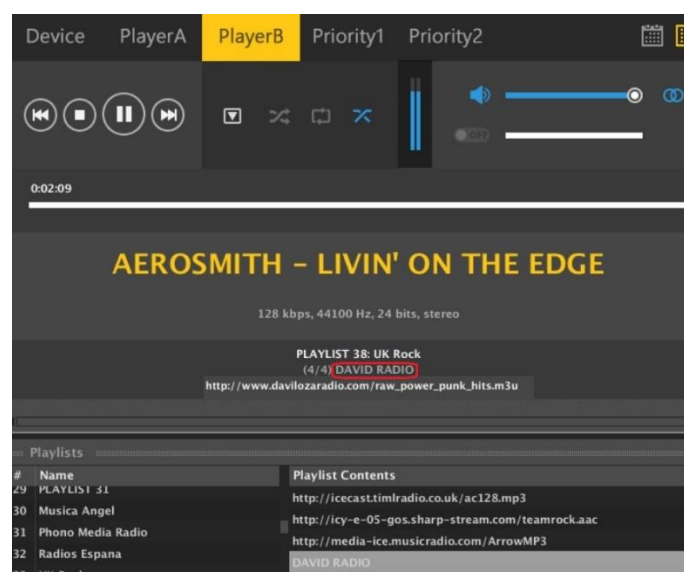 Device PlayerA PlayerB Priority1 Priority2
OFF
0:02:09
AEROSMITH – LIVIN' ON THE EDGE
128 kbps, 44100 Hz, 24 bits, stereo
PLAYLIST 38: UK Rock
(4/4) DAVID RADIO
http://www.davilozaradio.com/raw_power_punk_hits.m3u
Playlists
# Name Playlist Contents
29 PLAYLIST 31
http://icecast.timlradio.co.uk/ac128.mp3
30 Musica Angel
http://icy-e-05-gos.sharp-stream.com/teamrock.aac
31 Phono Media Radio
http://media-ice.musicradio.com/ArrowMP3
32 Radios Espana
DAVID RADIO